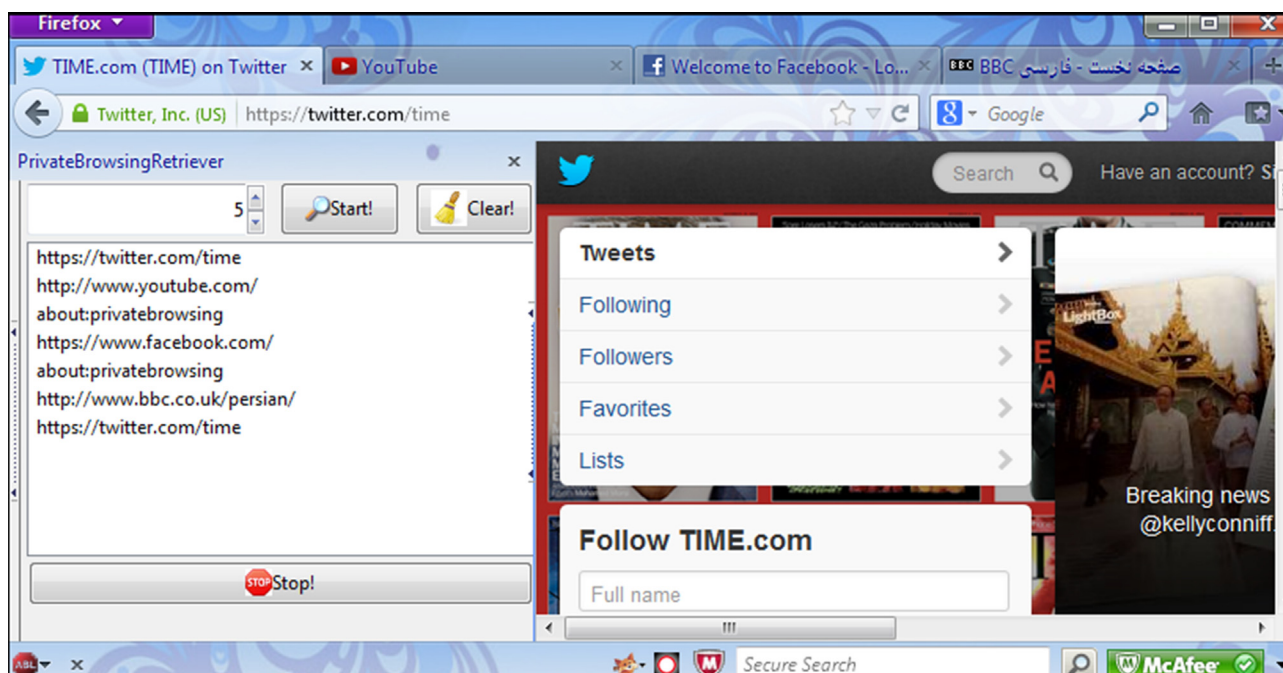 Firefox
TIME.com (TIME) on Twitter
YouTube
Welcome to Facebook - Lo...
BBC صفحه نخست - فارسی
Twitter, Inc. (US)
https://twitter.com/time
Google
PrivateBrowsingRetriever
Search
Have an account? Si
5
Start!
Clear!
https://twitter.com/time
http://www.youtube.com/
about:privatebrowsing
https://www.facebook.com/
about:privatebrowsing
http://www.bbc.co.uk/persian/
https://twitter.com/time
Stop!
Tweets
Following
Followers
Favorites
Lists
LightBox
Breaking news
@kellyconniff.
Follow TIME.com
Full name
ABL
Secure Search
McAfee